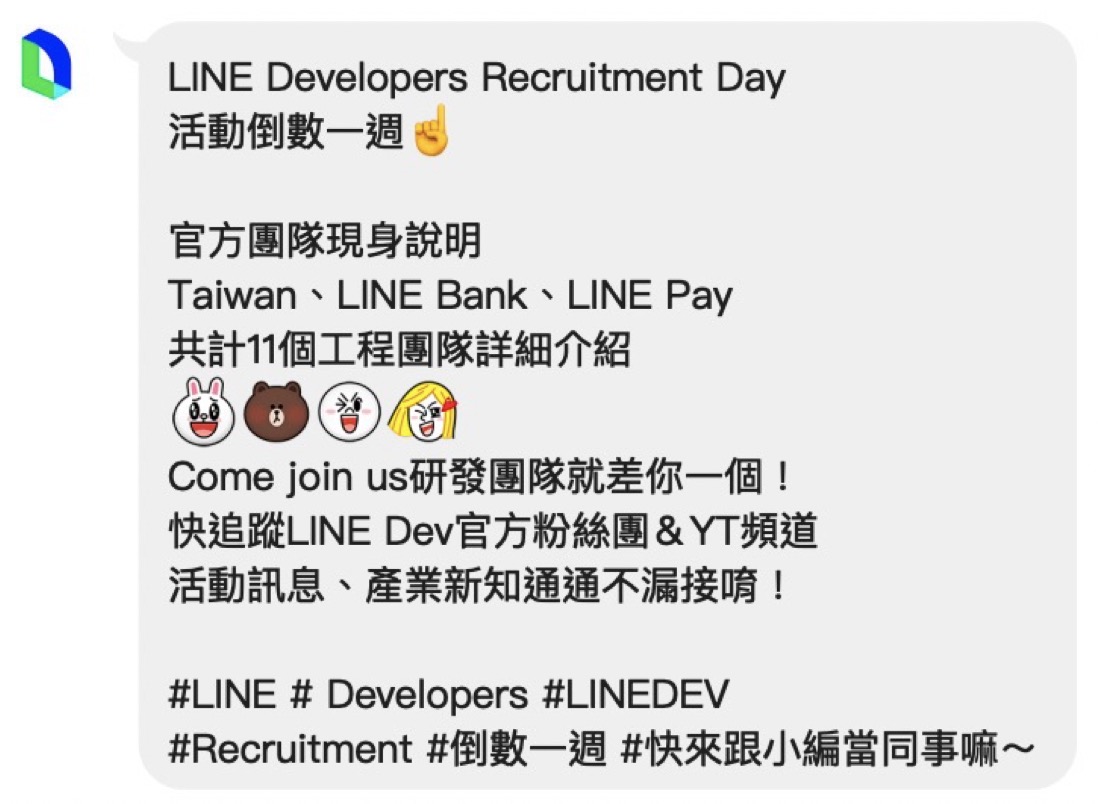 LINE Developers Recruitment Day
活動倒數一週☝️
官方團隊現身說明
Taiwan、LINE Bank、LINE Pay
共計11個工程團隊詳細介紹
Come join us研發團隊就差你一個！
快追蹤LINE Dev官方粉絲團＆YT頻道
活動訊息、產業新知通通不漏接唷！
#LINE # Developers #LINEDEV
#Recruitment #倒數一週 #快來跟小編當同事嘛～